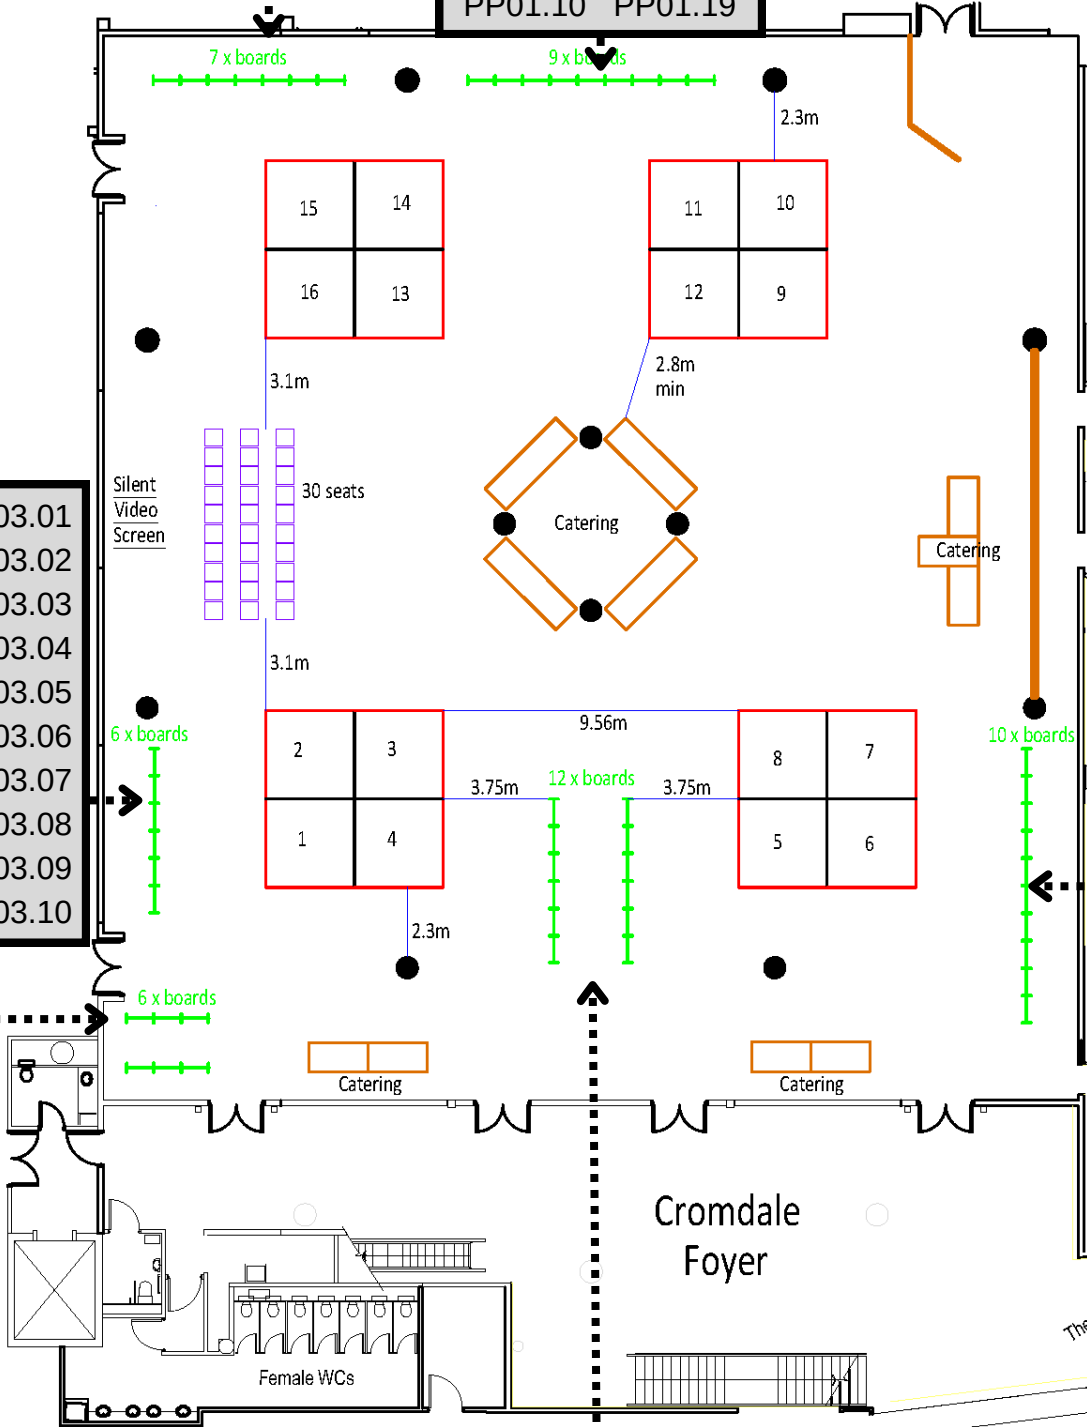 PP01.10 PP01.19
7 x boards
9 x boards
2.3m
15
14
11
10
16
13
12
9
3.1m
2.8m
min
Silent
Video
Screen
30 seats
Catering
Catering
03.01
03.02
03.03
03.04
03.05
03.06
03.07
03.08
03.09
03.10
3.1m
6 x boards
10 x boards
9.56m
2
3
8
7
12 x boards
3.75m
3.75m
1
4
5
6
2.3m
6 x boards
Catering
Catering
Cromdale
Foyer
Female WCs